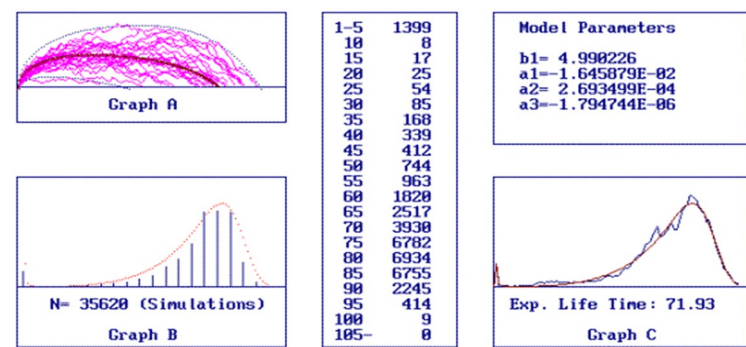 Graph A
N= 35620 (Simulations)
Graph B
1-5 1399
10 8
15 17
20 25
25 54
30 85
35 168
40 339
45 412
50 744
55 963
60 1820
65 2517
70 3930
75 6782
80 6934
85 6755
90 2245
95 414
100 9
105- 0
Model Parameters
b1= 4.990226
a1=-1.645879E-02
a2= 2.693499E-04
a3=-1.794744E-06
Exp. Life Time: 71.93
Graph C